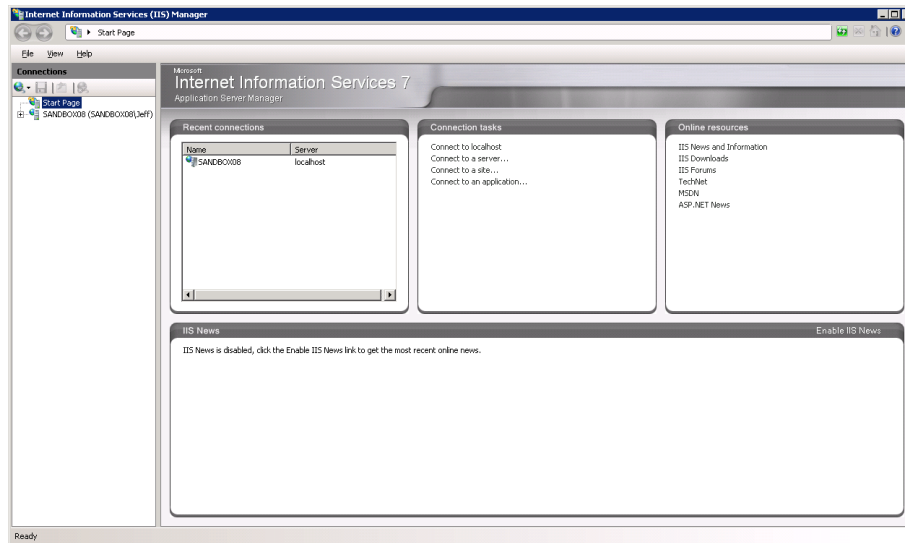 Internet Information Services (IIS) Manager
Start Page
File View Help
Connections
Start Page
SANDBOX08 (SANDBOX08\Jeff)
Microsoft
Internet Information Services 7
Application Server Manager
Recent connections
Name Server
SANDBOX08 localhost
Connection tasks
Connect to localhost
Connect to a server...
Connect to a site...
Connect to an application...
Online resources
IIS News and Information
IIS Downloads
IIS Forums
TechNet
MSDN
ASP.NET News
IIS News Enable IIS News
IIS News is disabled, click the Enable IIS News link to get the most recent online news.
Ready